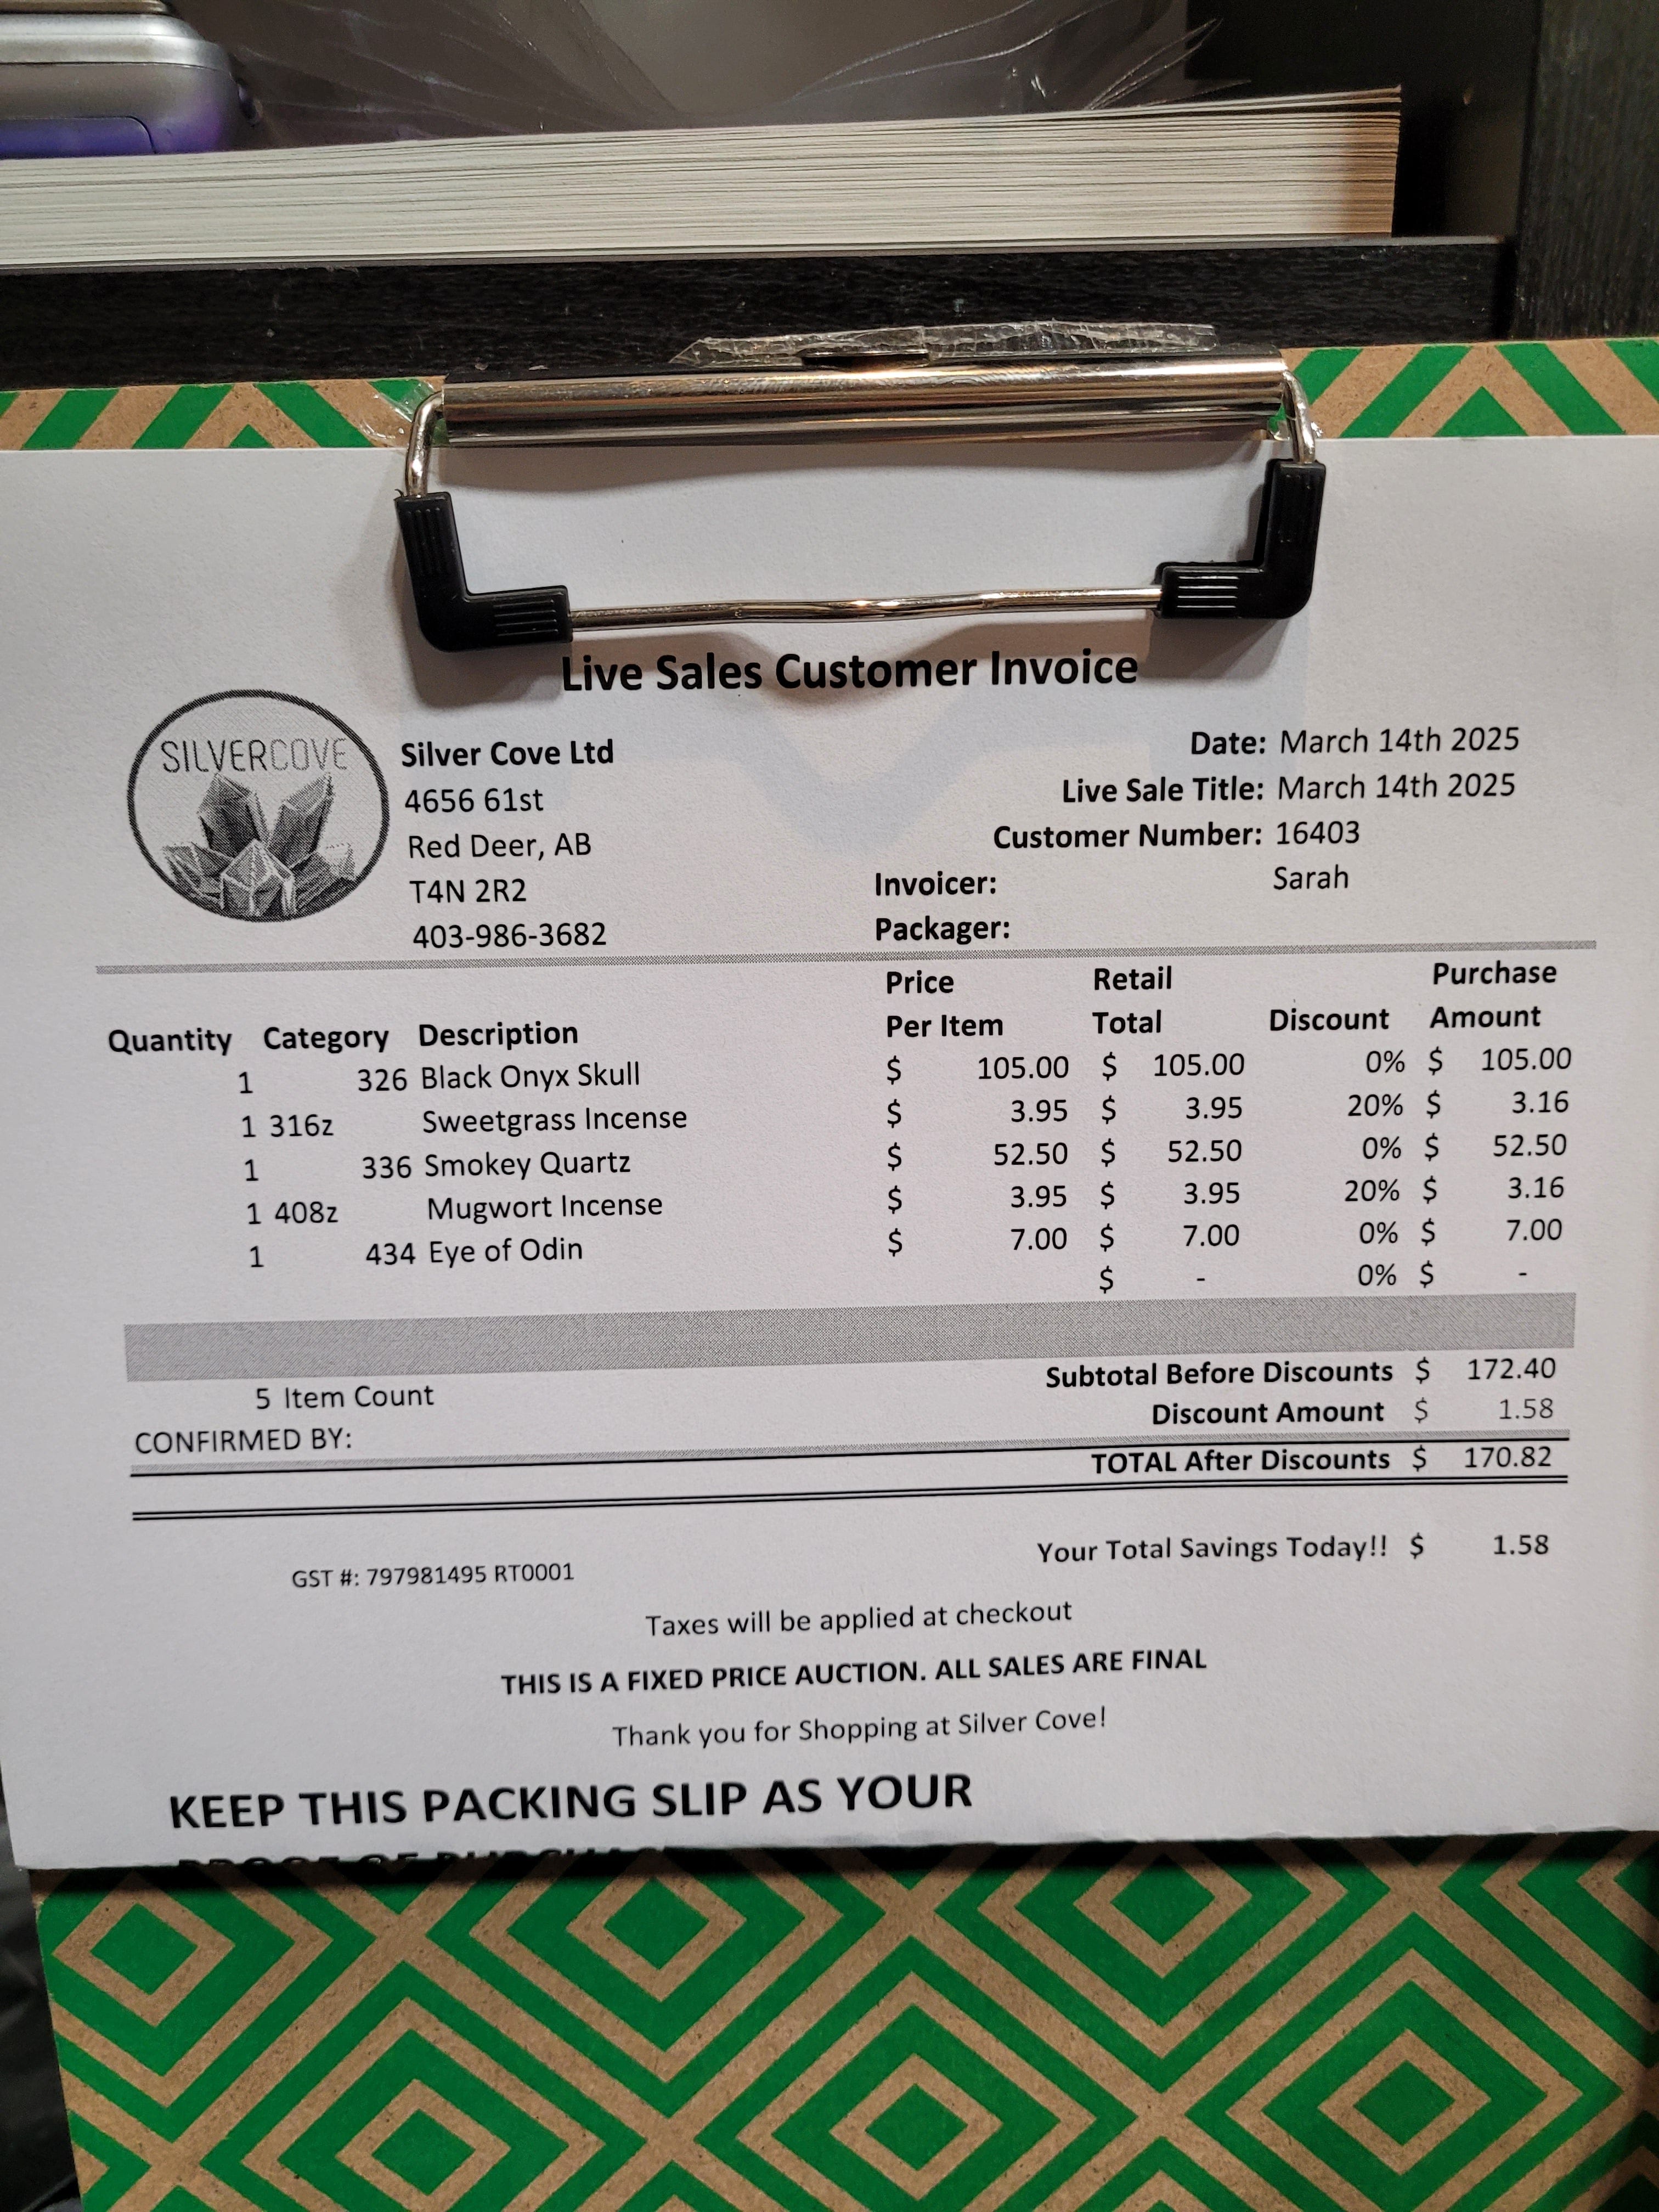 Live Sales Customer Invoice
SILVERCOVE
Silver Cove Ltd
4656 61st
Red Deer, AB
T4N 2R2
403-986-3682
Date: March 14th 2025
Live Sale Title: March 14th 2025
Customer Number: 16403
Invoicer: Sarah
Packager:
Quantity Category Description Price Per Item Retail Total Discount Purchase Amount
1 326 Black Onyx Skull $ 105.00 $ 105.00 0% $ 105.00
1 316z Sweetgrass Incense $ 3.95 $ 3.95 20% $ 3.16
1 336 Smokey Quartz $ 52.50 $ 52.50 0% $ 52.50
1 408z Mugwort Incense $ 3.95 $ 3.95 20% $ 3.16
1 434 Eye of Odin $ 7.00 $ 7.00 0% $ 7.00
$ - 0% $ -
Subtotal Before Discounts $ 172.40
5 Item Count
Discount Amount $ 1.58
CONFIRMED BY:
TOTAL After Discounts $ 170.82
Your Total Savings Today!! $ 1.58
GST #: 797981495 RT0001
Taxes will be applied at checkout
THIS IS A FIXED PRICE AUCTION. ALL SALES ARE FINAL
Thank you for Shopping at Silver Cove!
KEEP THIS PACKING SLIP AS YOUR
PROOF OF